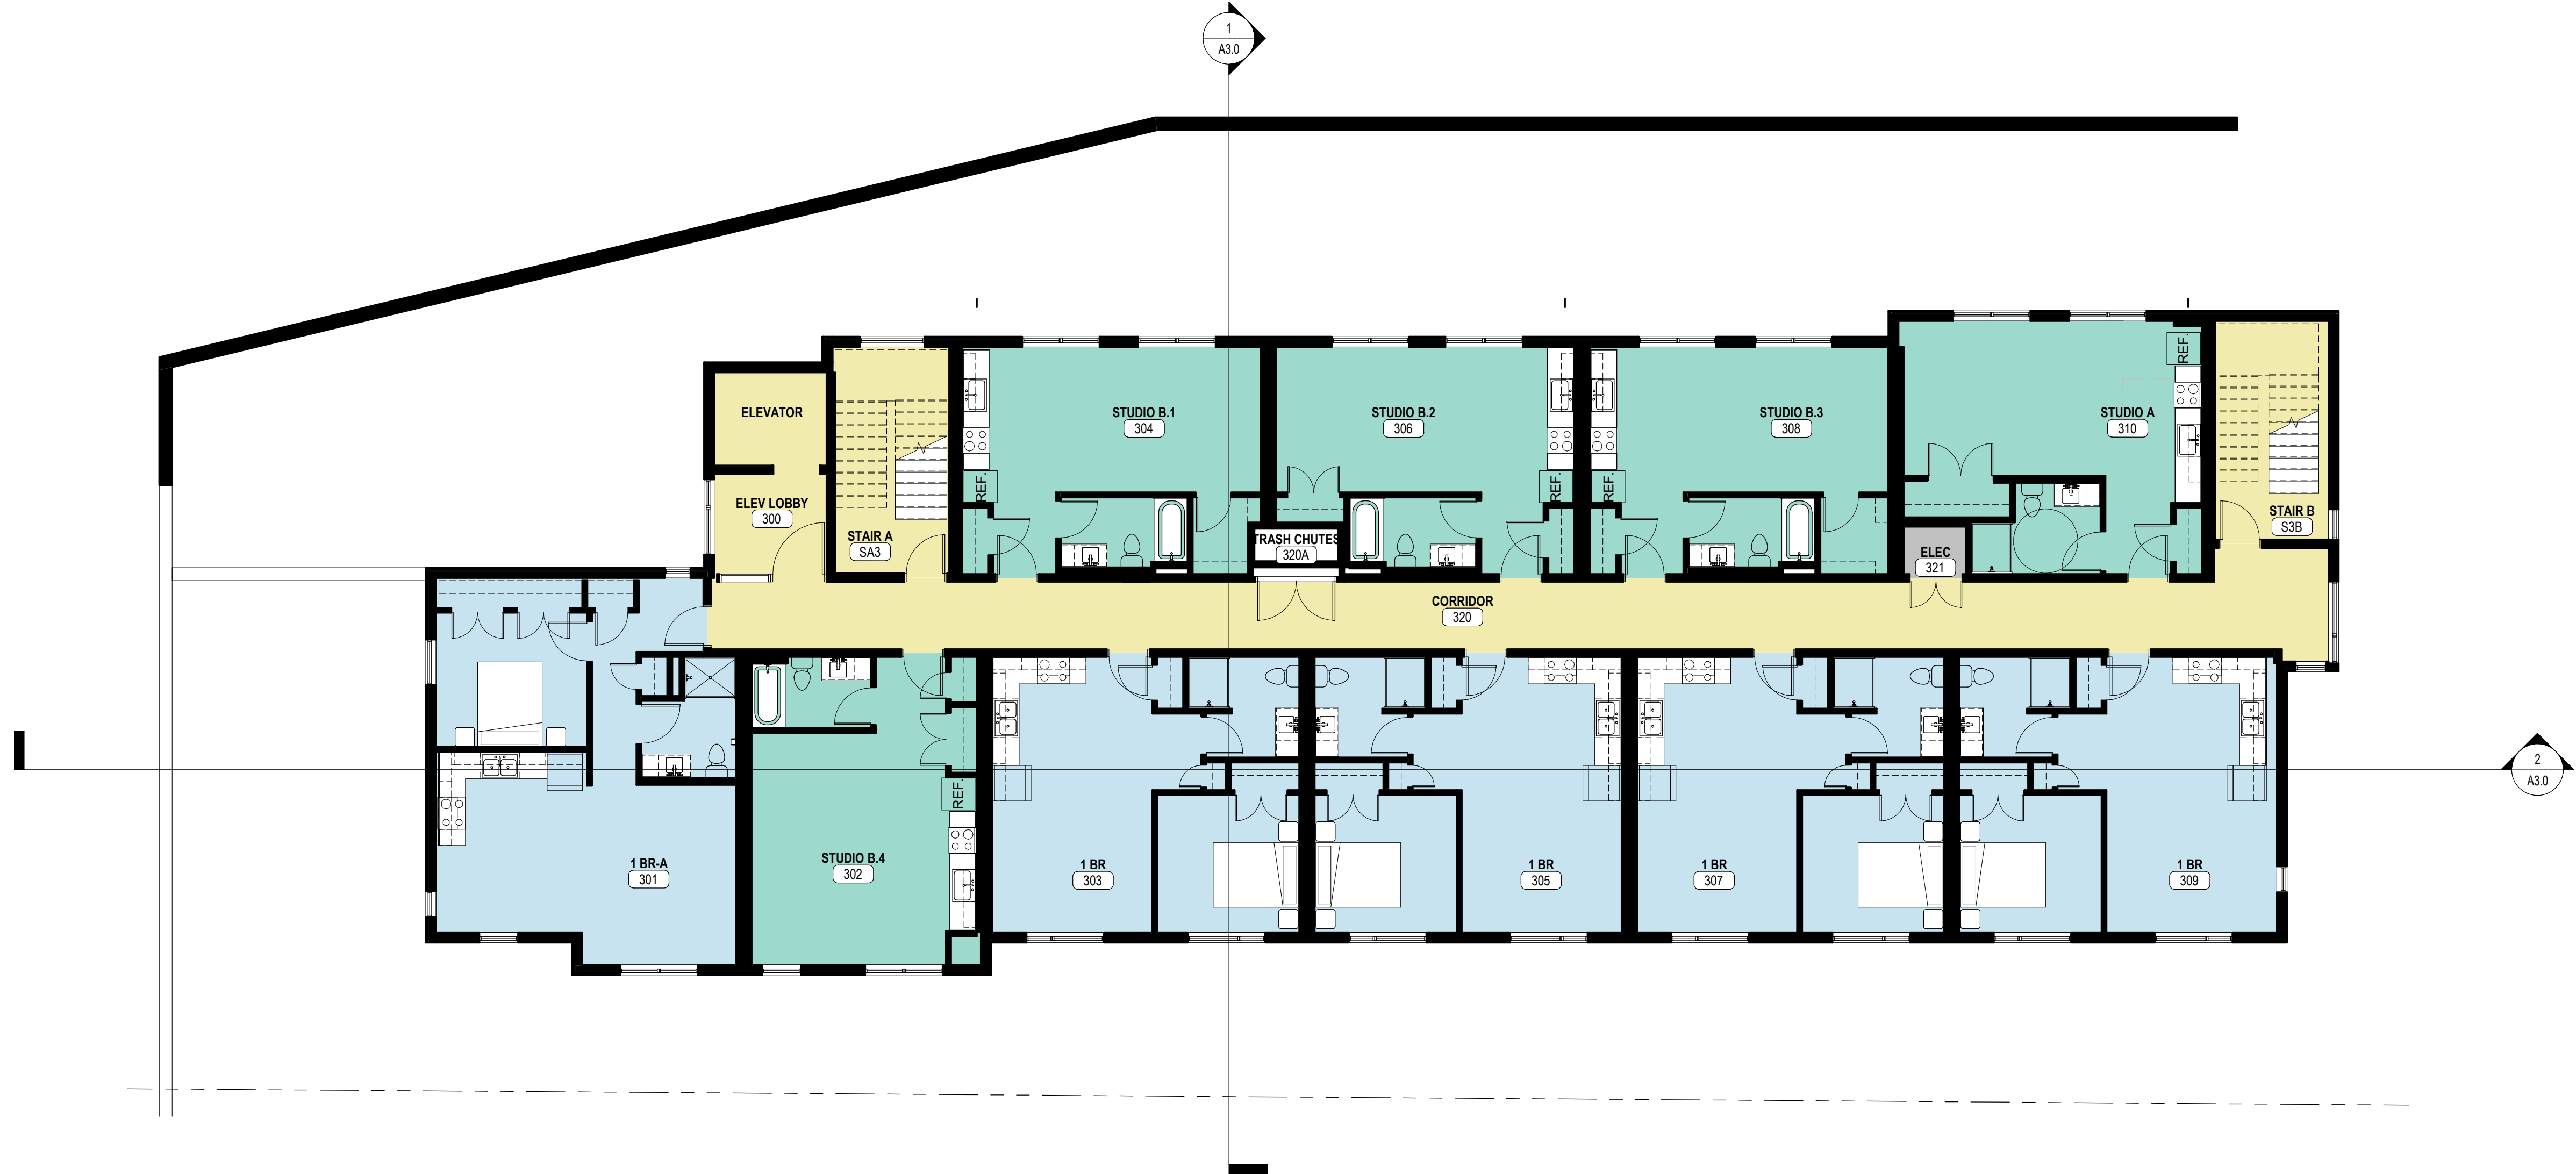 1
A3.0
ELEVATOR
STUDIO B.1
304
STUDIO B.2
306
STUDIO B.3
308
STUDIO A
310
REF.
REF.
REF.
REF.
ELEV LOBBY
300
STAIR A
SA3
TRASH CHUTES
320A
ELEC
321
STAIR B
S3B
CORRIDOR
320
2
A3.0
REF.
1 BR-A
301
STUDIO B.4
302
1 BR
303
1 BR
305
1 BR
307
1 BR
309